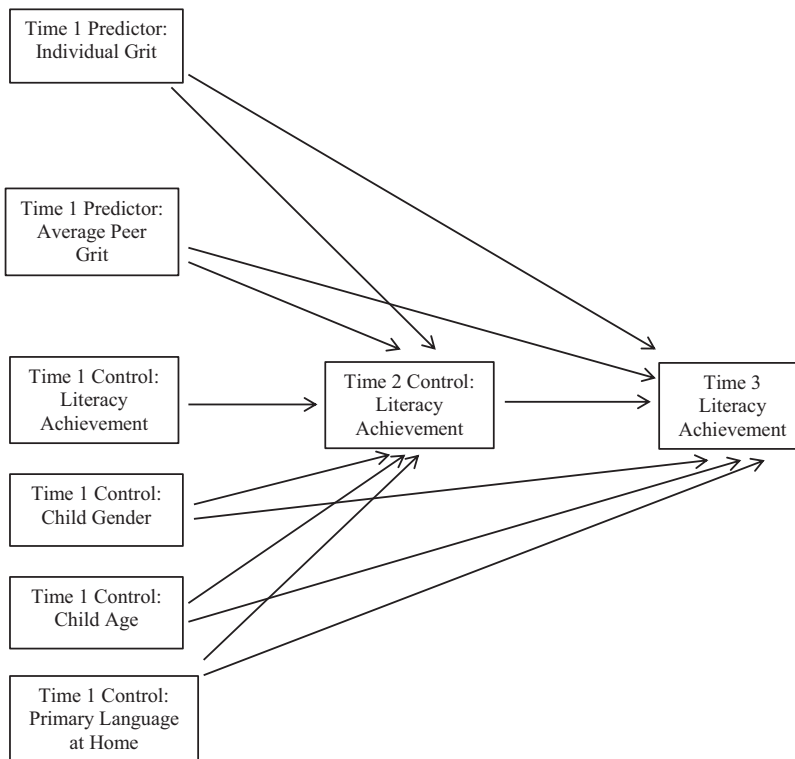 Time 1 Predictor:
Individual Grit
Time 1 Predictor:
Average Peer
Grit
Time 1 Control:
Literacy
Achievement
Time 2 Control:
Literacy
Achievement
Time 3
Literacy
Achievement
Time 1 Control:
Child Gender
Time 1 Control:
Child Age
Time 1 Control:
Primary Language
at Home